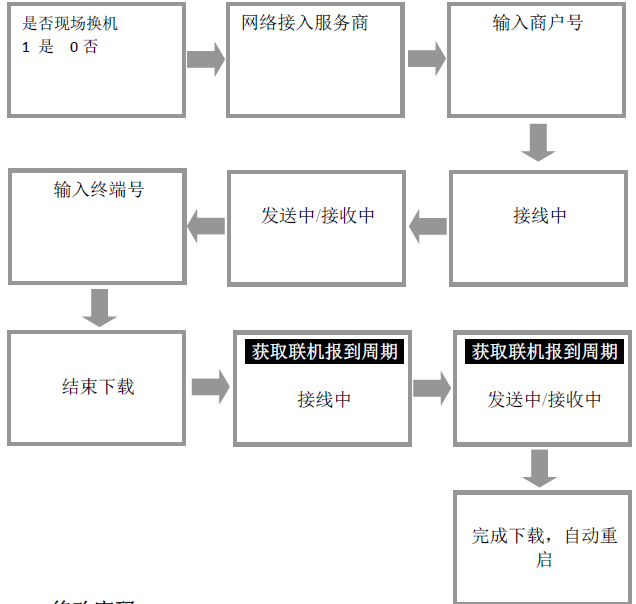 是否现场换机
1 是 0 否
网络接入服务商
输入商户号
接线中
发送中/接收中
输入终端号
结束下载
获取联机报到周期
接线中
获取联机报到周期
发送中/接收中
完成下载，自动重
启